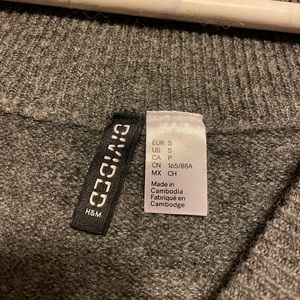 DIVIDED
H&M
EUR S
US S
CA P
CN 165/88A
MX CH
Made in
Cambodia
Fabriqué en
Cambodge